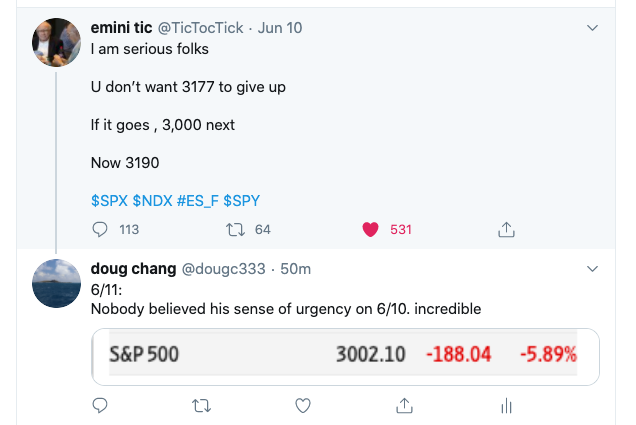 emini tic @TicTocTick · Jun 10
I am serious folks
U don’t want 3177 to give up
If it goes , 3,000 next
Now 3190
$SPX $NDX #ES_F $SPY
113 64 531
doug chang @dougc333 · 50m
6/11:
Nobody believed his sense of urgency on 6/10. incredible
S&P 500 3002.10 -188.04 -5.89%